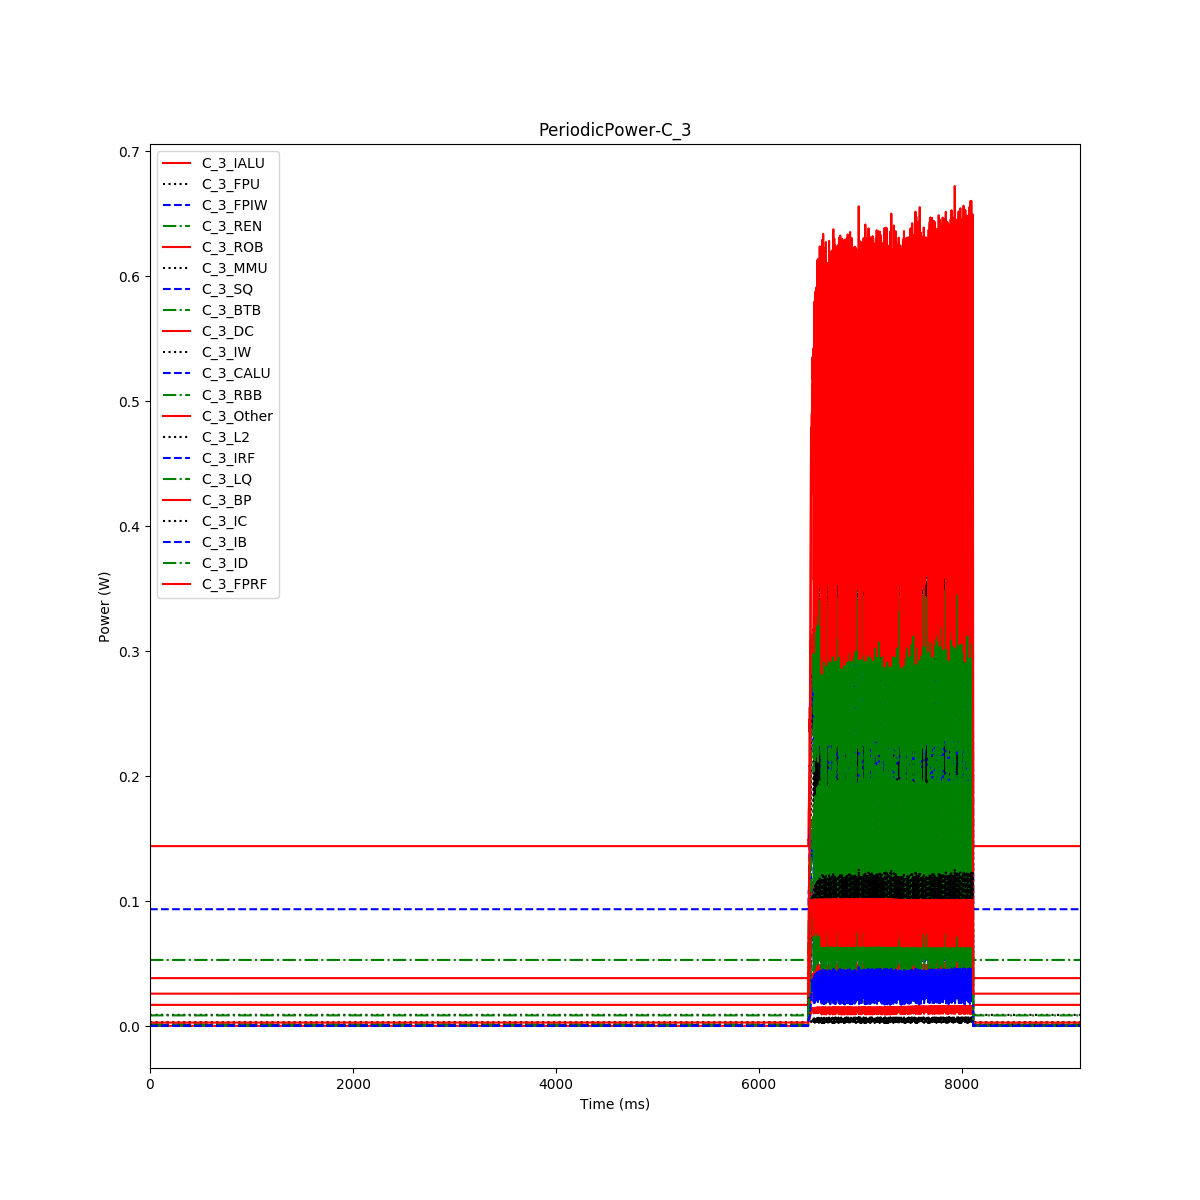 PeriodicPower-C_3
0.7
0.6
0.5
0.4
0.3
0.2
0.1
0.0
Power (W)
C_3_IALU
C_3_FPU
C_3_FPIW
C_3_REN
C_3_ROB
C_3_MMU
C_3_SQ
C_3_BTB
C_3_DC
C_3_IW
C_3_CALU
C_3_RBB
C_3_Other
C_3_L2
C_3_IRF
C_3_LQ
C_3_BP
C_3_IC
C_3_IB
C_3_ID
C_3_FPRF
0 2000 4000 6000 8000
Time (ms)